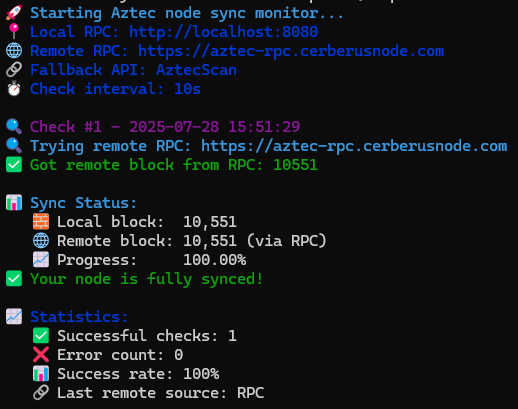 🚀 Starting Aztec node sync monitor...
📍 Local RPC: http://localhost:8080
🌐 Remote RPC: https://aztec-rpc.cerberusnode.com
🔗 Fallback API: AztecScan
⏱️ Check interval: 10s
🔍 Check #1 - 2025-07-28 15:51:29
🔍 Trying remote RPC: https://aztec-rpc.cerberusnode.com
✅ Got remote block from RPC: 10551
📊 Sync Status:
🧱 Local block: 10,551
🌐 Remote block: 10,551 (via RPC)
📈 Progress: 100.00%
✅ Your node is fully synced!
📈 Statistics:
✅ Successful checks: 1
❌ Error count: 0
📊 Success rate: 100%
🔗 Last remote source: RPC